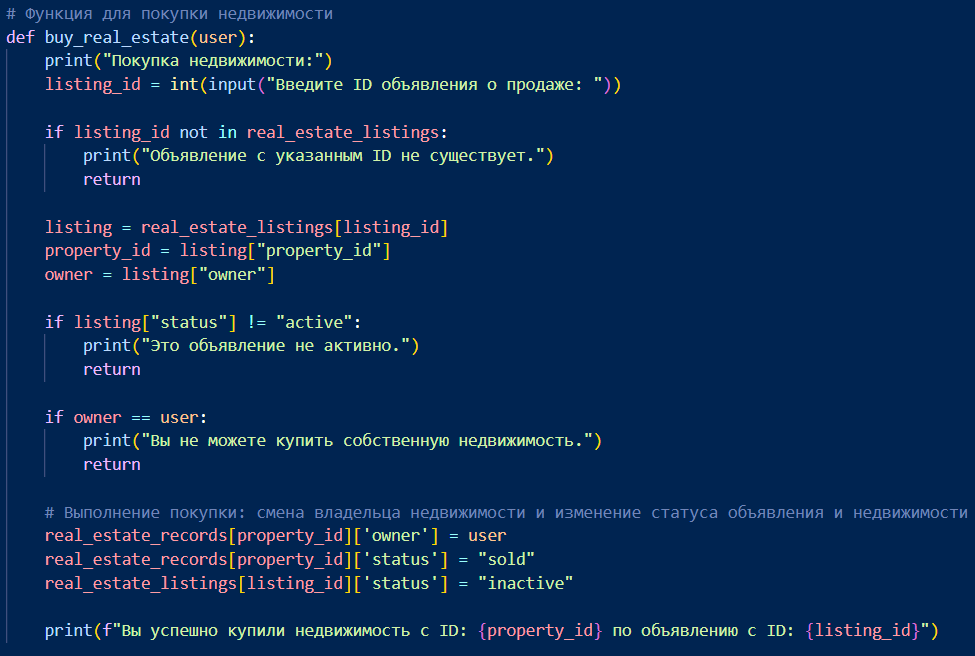 # Функция для покупки недвижимости
def buy_real_estate(user):
    print("Покупка недвижимости:")
    listing_id = int(input("Введите ID объявления о продаже: "))

    if listing_id not in real_estate_listings:
        print("Объявление с указанным ID не существует.")
        return

    listing = real_estate_listings[listing_id]
    property_id = listing["property_id"]
    owner = listing["owner"]

    if listing["status"] != "active":
        print("Это объявление не активно.")
        return

    if owner == user:
        print("Вы не можете купить собственную недвижимость.")
        return

    # Выполнение покупки: смена владельца недвижимости и изменение статуса объявления и недвижимости
    real_estate_records[property_id]['owner'] = user
    real_estate_records[property_id]['status'] = "sold"
    real_estate_listings[listing_id]['status'] = "inactive"

    print(f"Вы успешно купили недвижимость с ID: {property_id} по объявлению с ID: {listing_id}")